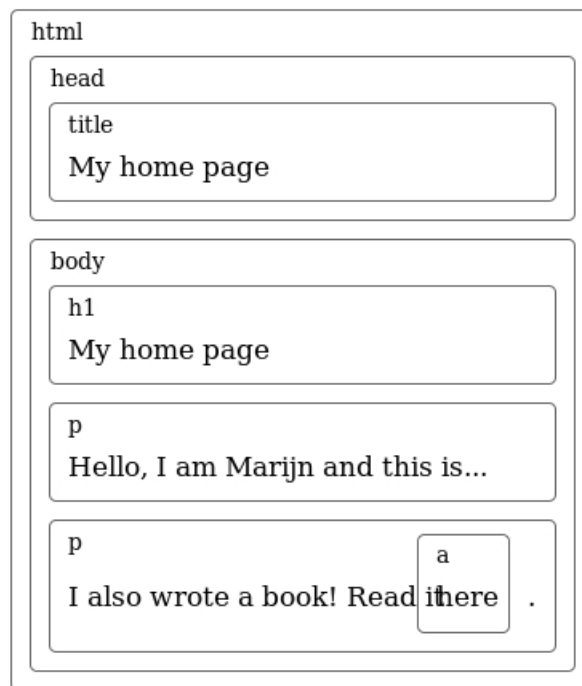 html
head
title
My home page
body
h1
My home page
p
Hello, I am Marijn and this is...
p
a
I also wrote a book! Read it here .